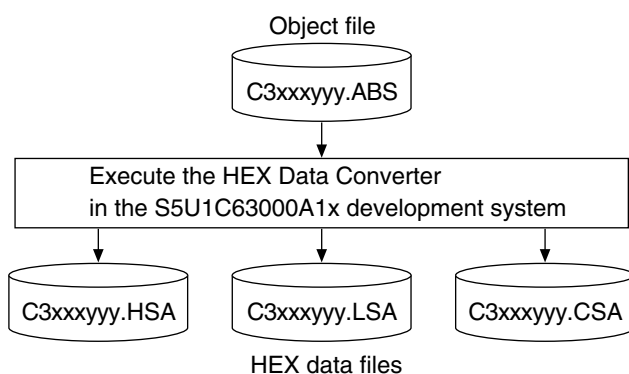 Object file
C3xxxyyy.ABS
Execute the HEX Data Converter
in the S5U1C63000A1x development system
C3xxxyyy.HSA
C3xxxyyy.LSA
C3xxxyyy.CSA
HEX data files